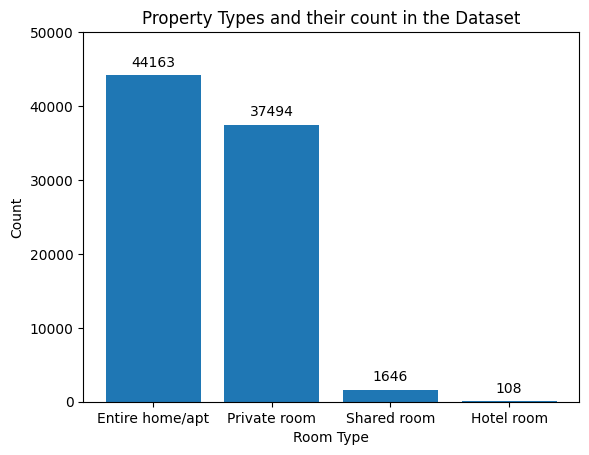 Property Types and their count in the Dataset
50000
40000
30000
20000
10000
0
Count
44163
37494
1646
108
Entire home/apt
Private room
Shared room
Hotel room
Room Type